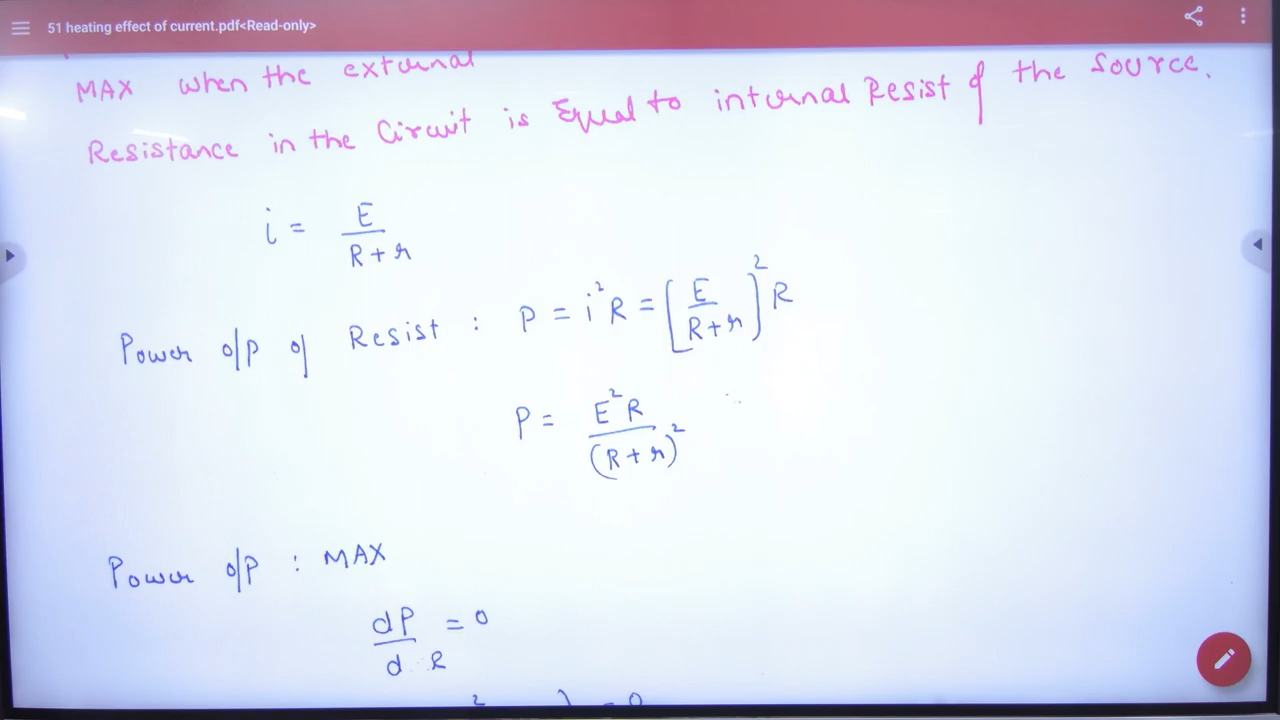 51 heating effect of current.pdf<Read-only>
MAX when the external
Resistance in the Circuit is Equal to internal Resist of the source.
i = E / R + r
Power o/p of Resist : P = i²R = [E / R + r]² R
P = E²R / (R + r)²
Power o/p : MAX
dP / dR = 0